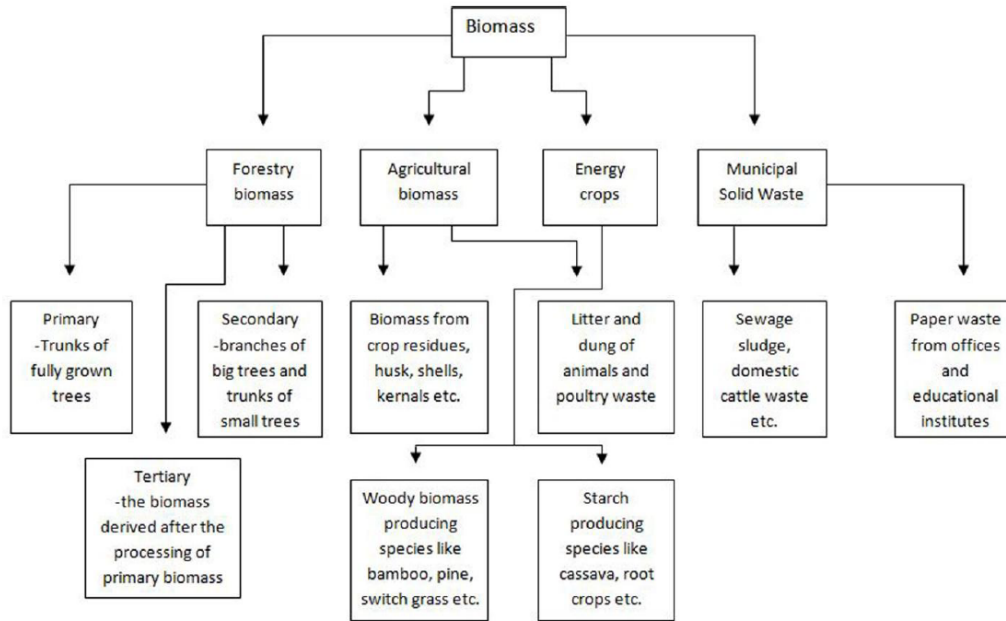 Biomass
Forestry
biomass
Agricultural
biomass
Energy
crops
Municipal
Solid Waste
Primary
-Trunks of
fully grown
trees
Secondary
-branches of
big trees and
trunks of
small trees
Biomass from
crop residues,
husk, shells,
kernals etc.
Litter and
dung of
animals and
poultry waste
Sewage
sludge,
domestic
cattle waste
etc.
Paper waste
from offices
and
educational
institutes
Tertiary
-the biomass
derived after the
processing of
primary biomass
Woody biomass
producing
species like
bamboo, pine,
switch grass etc.
Starch
producing
species like
cassava, root
crops etc.